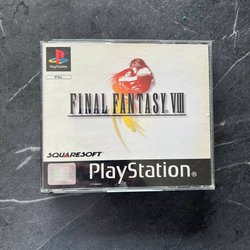 PAL
FINAL FANTASY VIII
SQUARESOFT
PlayStation®